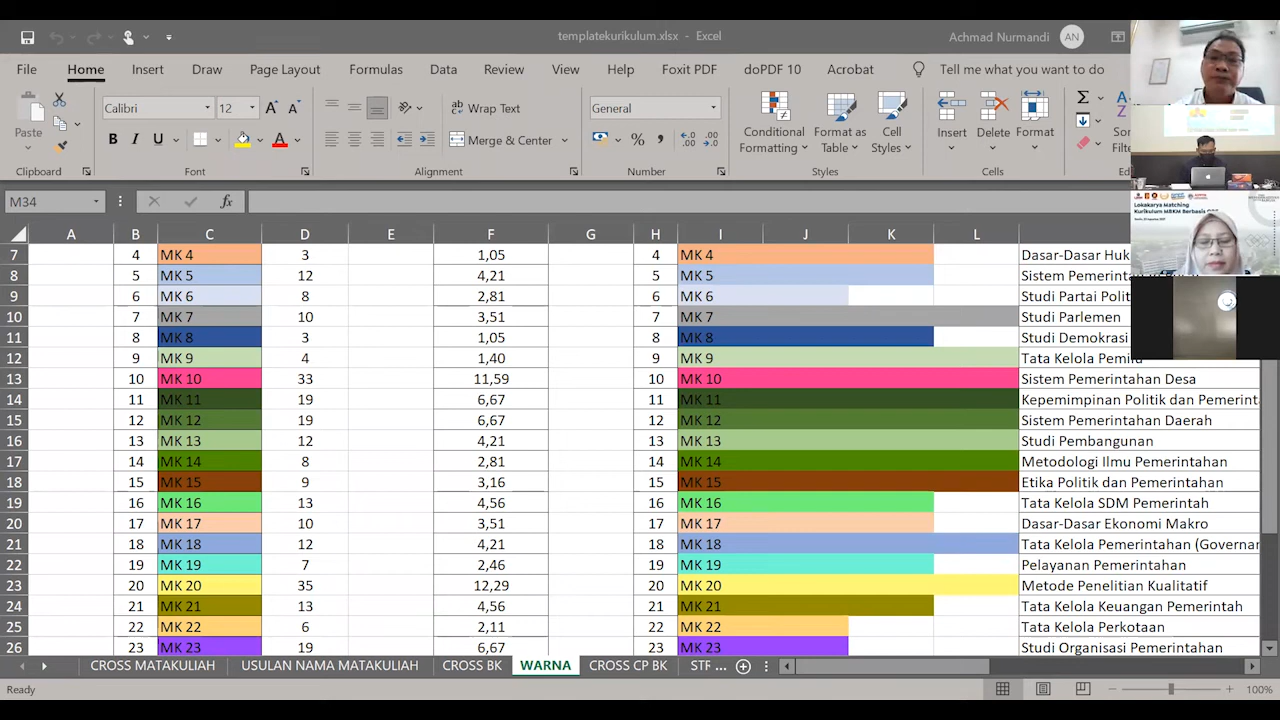 templatekurikulum.xlsx - Excel
Achmad Nurmandi AN
File Home Insert Draw Page Layout Formulas Data Review View Help Foxit PDF doPDF 10 Acrobat Tell me what you want to do
Paste
Calibri 12
B I U
Wrap Text
Merge & Center
General
Conditional Formatting
Format as Table
Cell Styles
Insert Delete Format
Clipboard Font Alignment Number Styles Cells
M34 fx
A B C D E F G H I J K L
7 4 MK 4 3 1,05 4 MK 4
8 5 MK 5 12 4,21 5 MK 5
9 6 MK 6 8 2,81 6 MK 6
10 7 MK 7 10 3,51 7 MK 7 Studi Parlemen
11 8 MK 8 3 1,05 8 MK 8 Studi Demokrasi
12 9 MK 9 4 1,40 9 MK 9 Tata Kelola Pemilu
13 10 MK 10 33 11,59 10 MK 10 Sistem Pemerintahan Desa
14 11 MK 11 19 6,67 11 MK 11 Kepemimpinan Politik dan Pemerint
15 12 MK 12 19 6,67 12 MK 12 Sistem Pemerintahan Daerah
16 13 MK 13 12 4,21 13 MK 13 Studi Pembangunan
17 14 MK 14 8 2,81 14 MK 14 Metodologi Ilmu Pemerintahan
18 15 MK 15 9 3,16 15 MK 15 Etika Politik dan Pemerintahan
19 16 MK 16 13 4,56 16 MK 16 Tata Kelola SDM Pemerintah
20 17 MK 17 10 3,51 17 MK 17 Dasar-Dasar Ekonomi Makro
21 18 MK 18 12 4,21 18 MK 18 Tata Kelola Pemerintahan (Governar
22 19 MK 19 7 2,46 19 MK 19 Pelayanan Pemerintahan
23 20 MK 20 35 12,29 20 MK 20 Metode Penelitian Kualitatif
24 21 MK 21 13 4,56 21 MK 21 Tata Kelola Keuangan Pemerintah
25 22 MK 22 6 2,11 22 MK 22 Tata Kelola Perkotaan
26 23 MK 23 19 6,67 23 MK 23 Studi Organisasi Pemerintahan
Lokakarya Matching
CROSS MATAKULIAH USULAN NAMA MATAKULIAH CROSS BK WARNA CROSS CP BK STF ...
Ready 100%